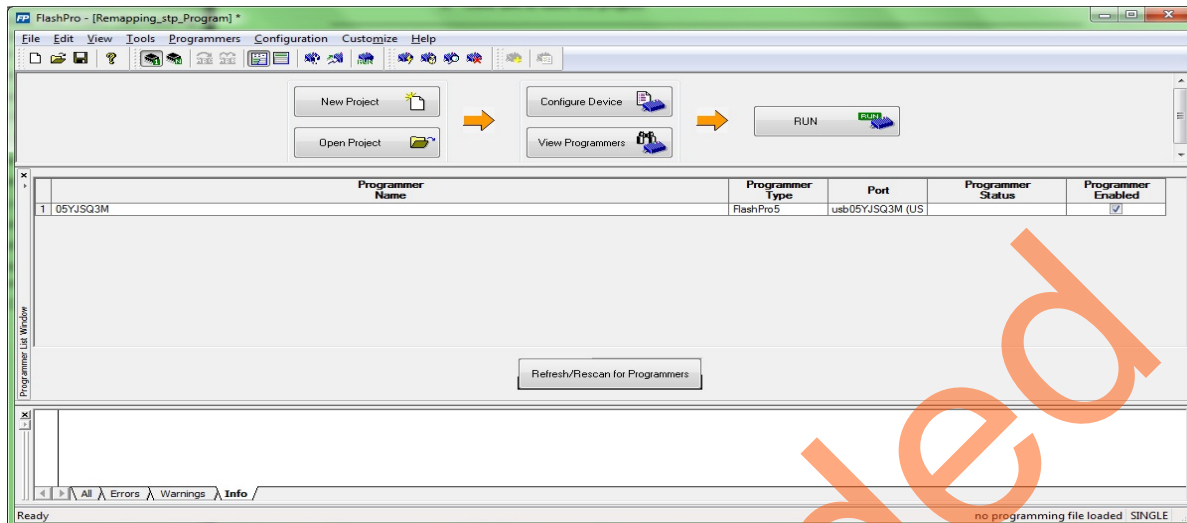 FlashPro - [Remapping_stp_Program] *
File Edit View Tools Programmers Configuration Customize Help
New Project
Configure Device
RUN
RUN
Open Project
View Programmers
Programmer Name
Programmer Type
Port
Programmer Status
Programmer Enabled
1 05YJSQ3M FlashPro5 usb05YJSQ3M (US
Programmer List Window
Refresh/Rescan for Programmers
All Errors Warnings Info
Ready no programming file loaded SINGLE
ded